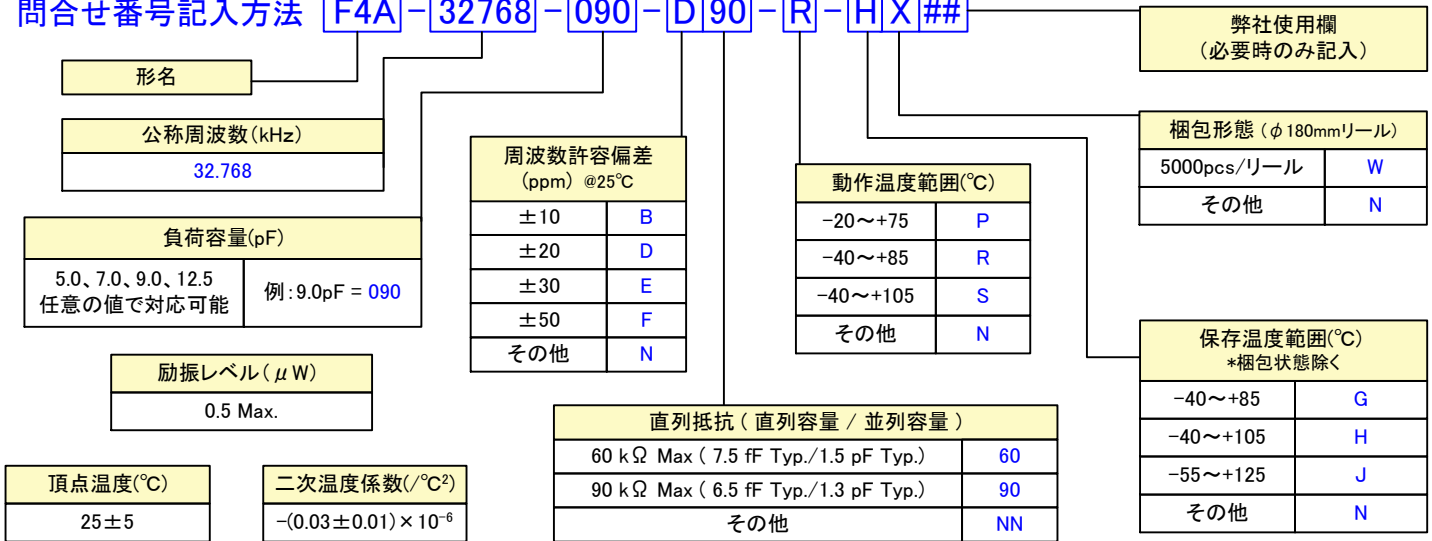 問合せ番号記入方法 F4A-32768-090-D90-R-HX##
弊社使用欄
(必要時のみ記入)
形名
公称周波数(kHz)
32.768
負荷容量(pF)
5.0、7.0、9.0、12.5
任意の値で対応可能
例:9.0pF = 090
励振レベル(μW)
0.5 Max.
頂点温度(℃)
25±5
二次温度係数(/℃²)
-(0.03±0.01)×10⁻⁶
周波数許容偏差
(ppm) @25℃
±10 B
±20 D
±30 E
±50 F
その他 N
直列抵抗 ( 直列容量 / 並列容量 )
60 kΩ Max ( 7.5 fF Typ./1.5 pF Typ.) 60
90 kΩ Max ( 6.5 fF Typ./1.3 pF Typ.) 90
その他 NN
動作温度範囲(℃)
-20～+75 P
-40～+85 R
-40～+105 S
その他 N
梱包形態 (φ180mmリール)
5000pcs/リール W
その他 N
保存温度範囲(℃)
*梱包状態除く
-40～+85 G
-40～+105 H
-55～+125 J
その他 N